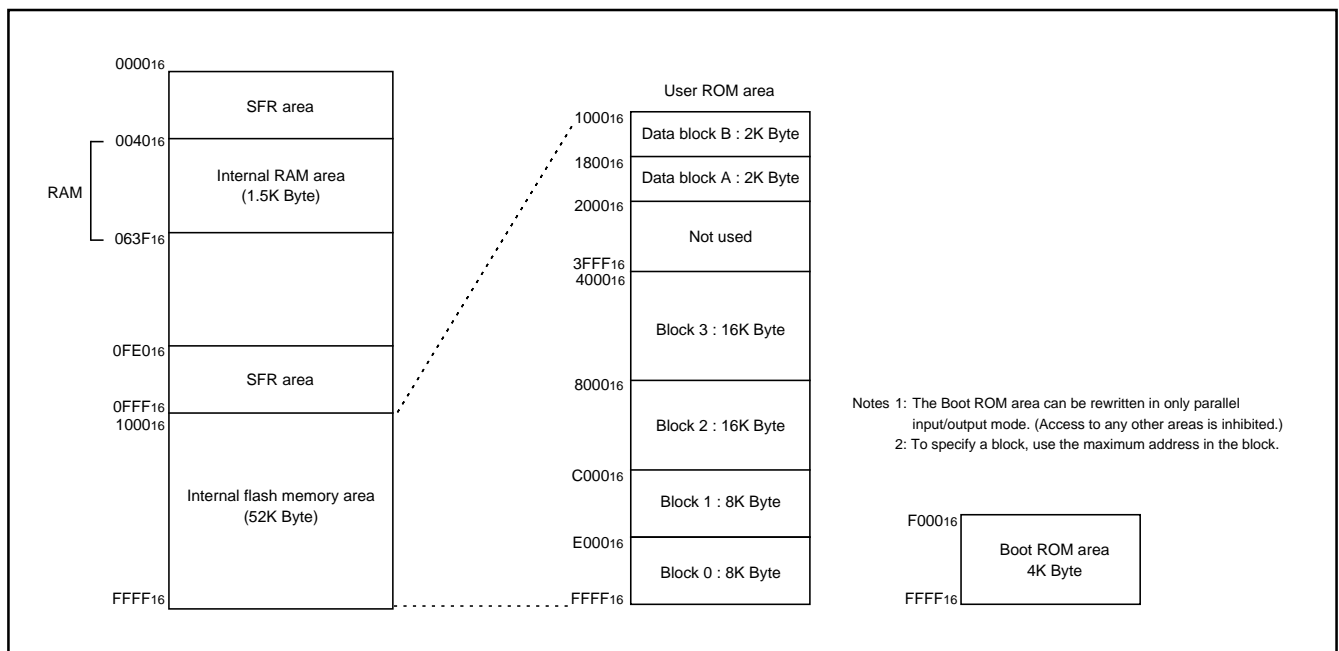 000016
SFR area
004016
RAM
Internal RAM area
(1.5K Byte)
063F16
0FE016
SFR area
0FFF16
100016
Internal flash memory area
(52K Byte)
FFFF16
User ROM area
100016
Data block B : 2K Byte
180016
Data block A : 2K Byte
200016
Not used
3FFF16
400016
Block 3 : 16K Byte
800016
Block 2 : 16K Byte
C00016
Block 1 : 8K Byte
E00016
Block 0 : 8K Byte
FFFF16
Notes 1: The Boot ROM area can be rewritten in only parallel
input/output mode. (Access to any other areas is inhibited.)
2: To specify a block, use the maximum address in the block.
F00016
Boot ROM area
4K Byte
FFFF16